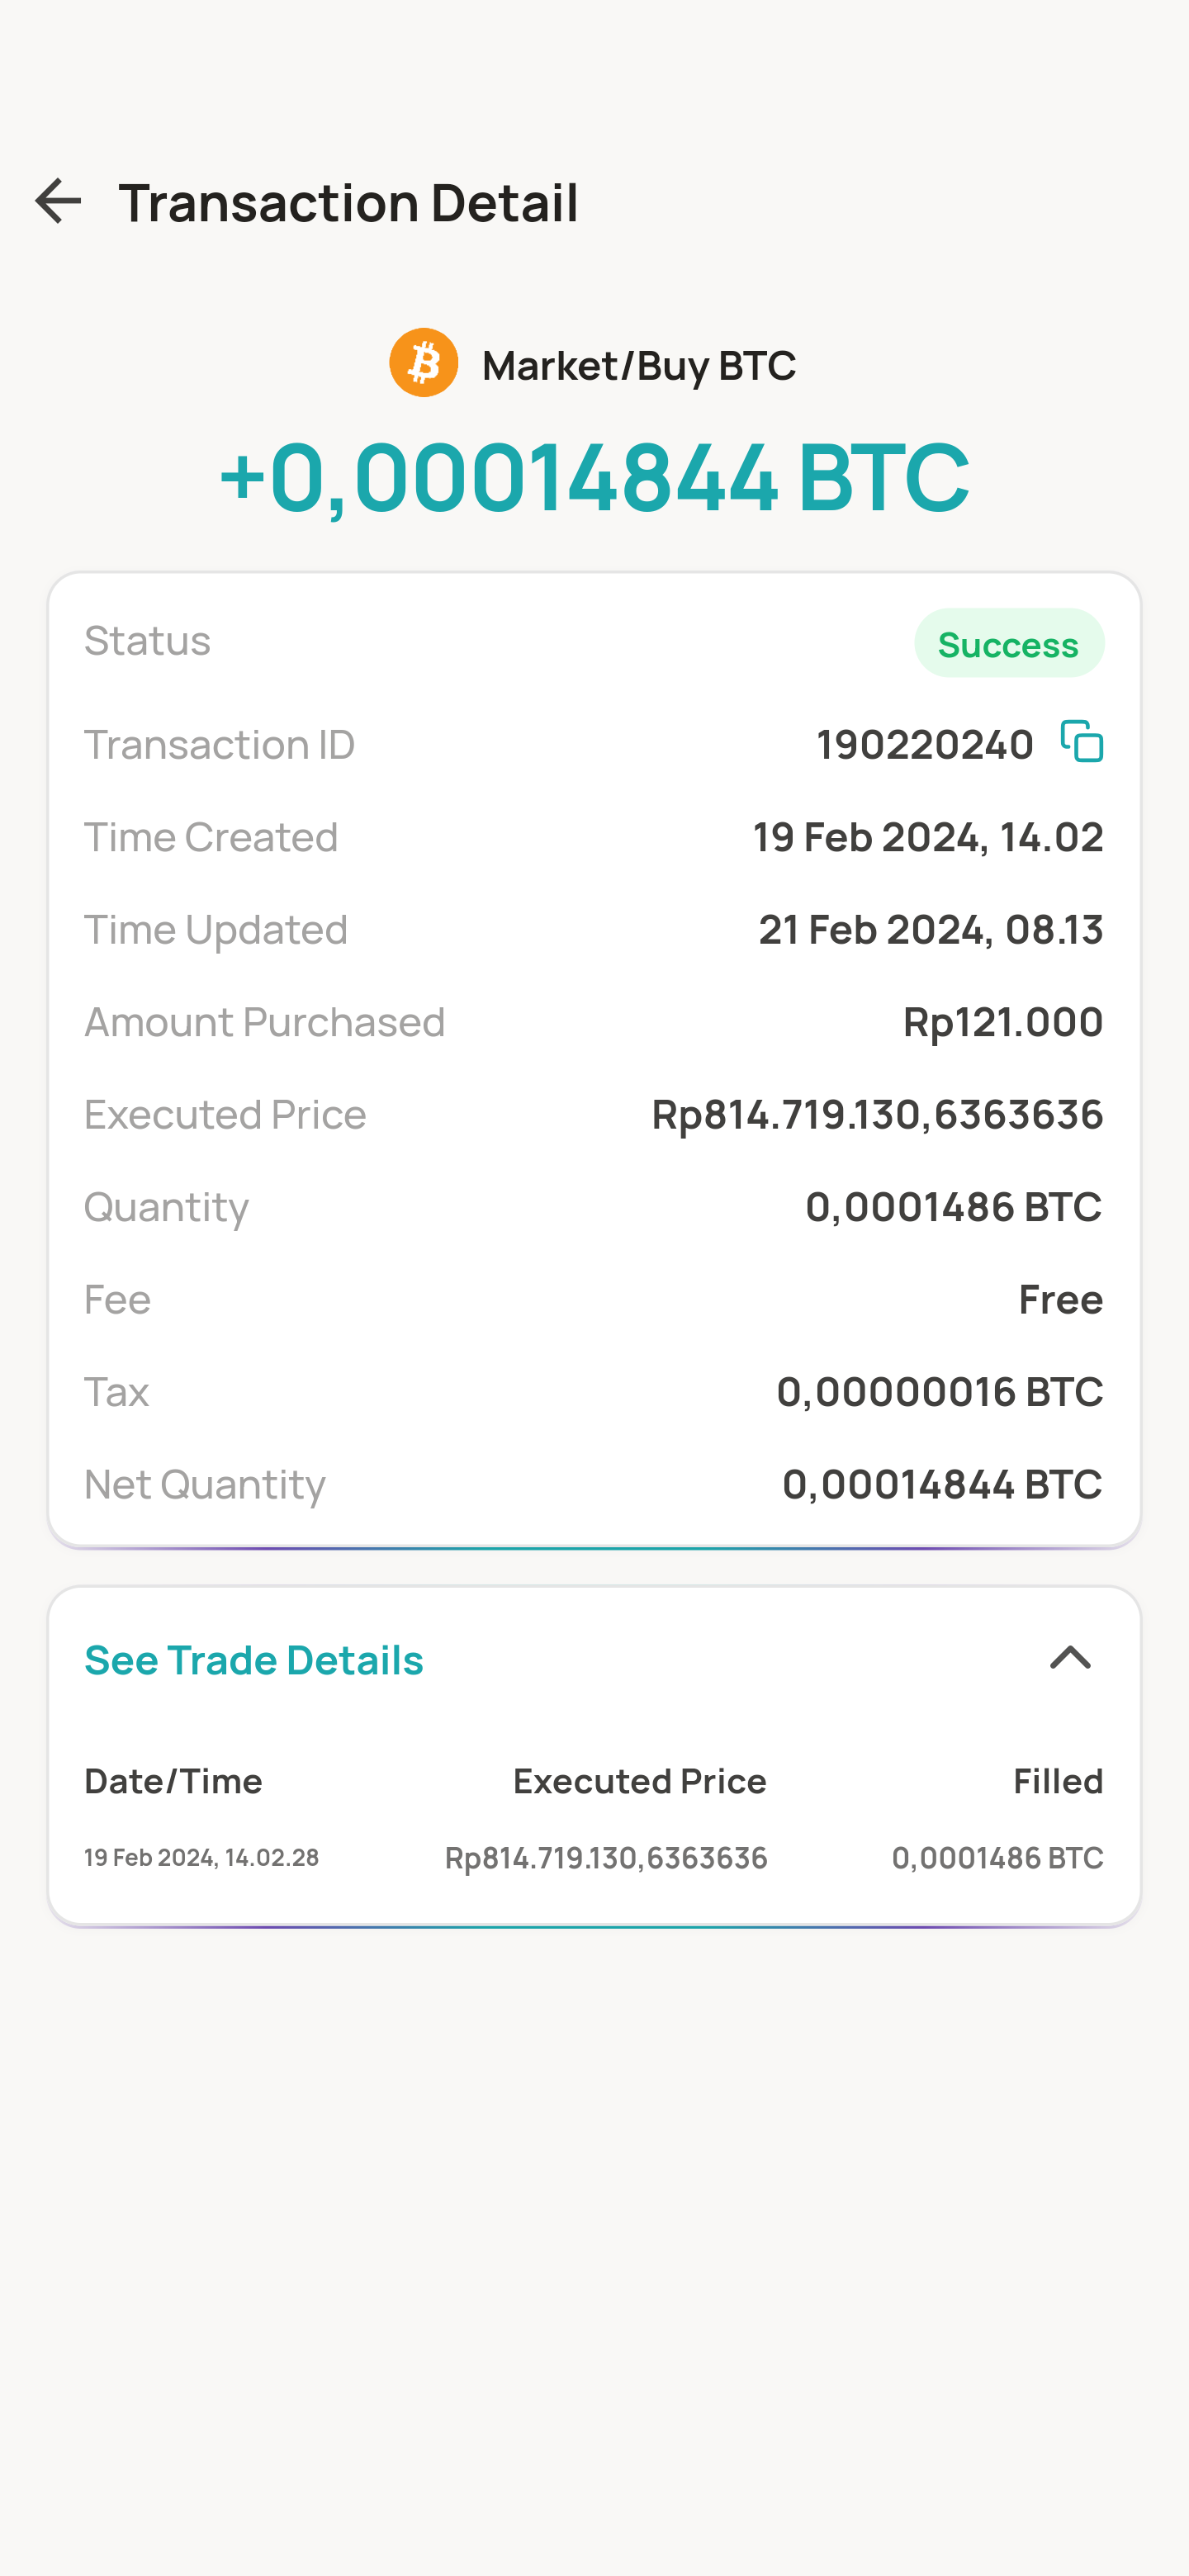 Transaction Detail
Market/Buy BTC
+0,00014844 BTC
Status Success
Transaction ID 190220240
Time Created 19 Feb 2024, 14.02
Time Updated 21 Feb 2024, 08.13
Amount Purchased Rp121.000
Executed Price Rp814.719.130,6363636
Quantity 0,0001486 BTC
Fee Free
Tax 0,00000016 BTC
Net Quantity 0,00014844 BTC
See Trade Details
Date/Time Executed Price Filled
19 Feb 2024, 14.02.28 Rp814.719.130,6363636 0,0001486 BTC